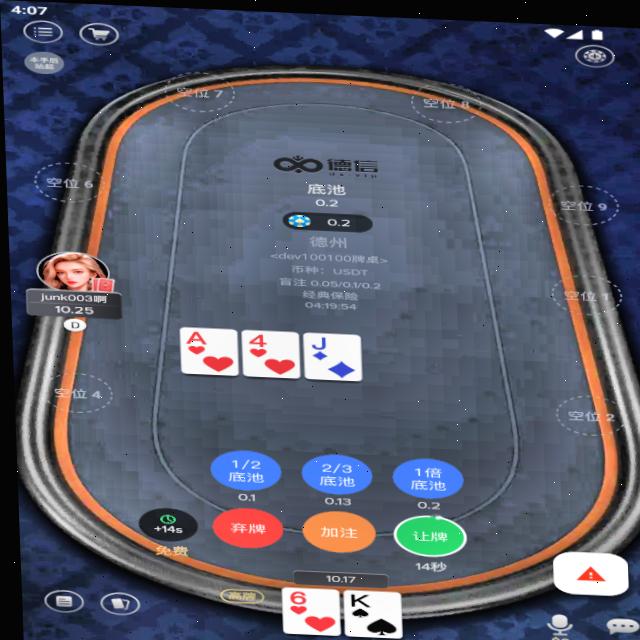 4:07
本手后
站起
空位 7
空位 8
德信
DE XIN
底池
0.2
0.2
空位 6
空位 9
德州
<dev100100牌桌>
币种：USDT
盲注 0.05/0.1/0.2
经典保险
04:19:54
空位 1
junk003啊
10.25
D
A
4
J
空位 4
空位 2
1/2
底池
2/3
底池
1倍
底池
0.1
0.13
0.2
+14s
弃牌
加注
让牌
免费
14秒
10.17
高牌
6
K